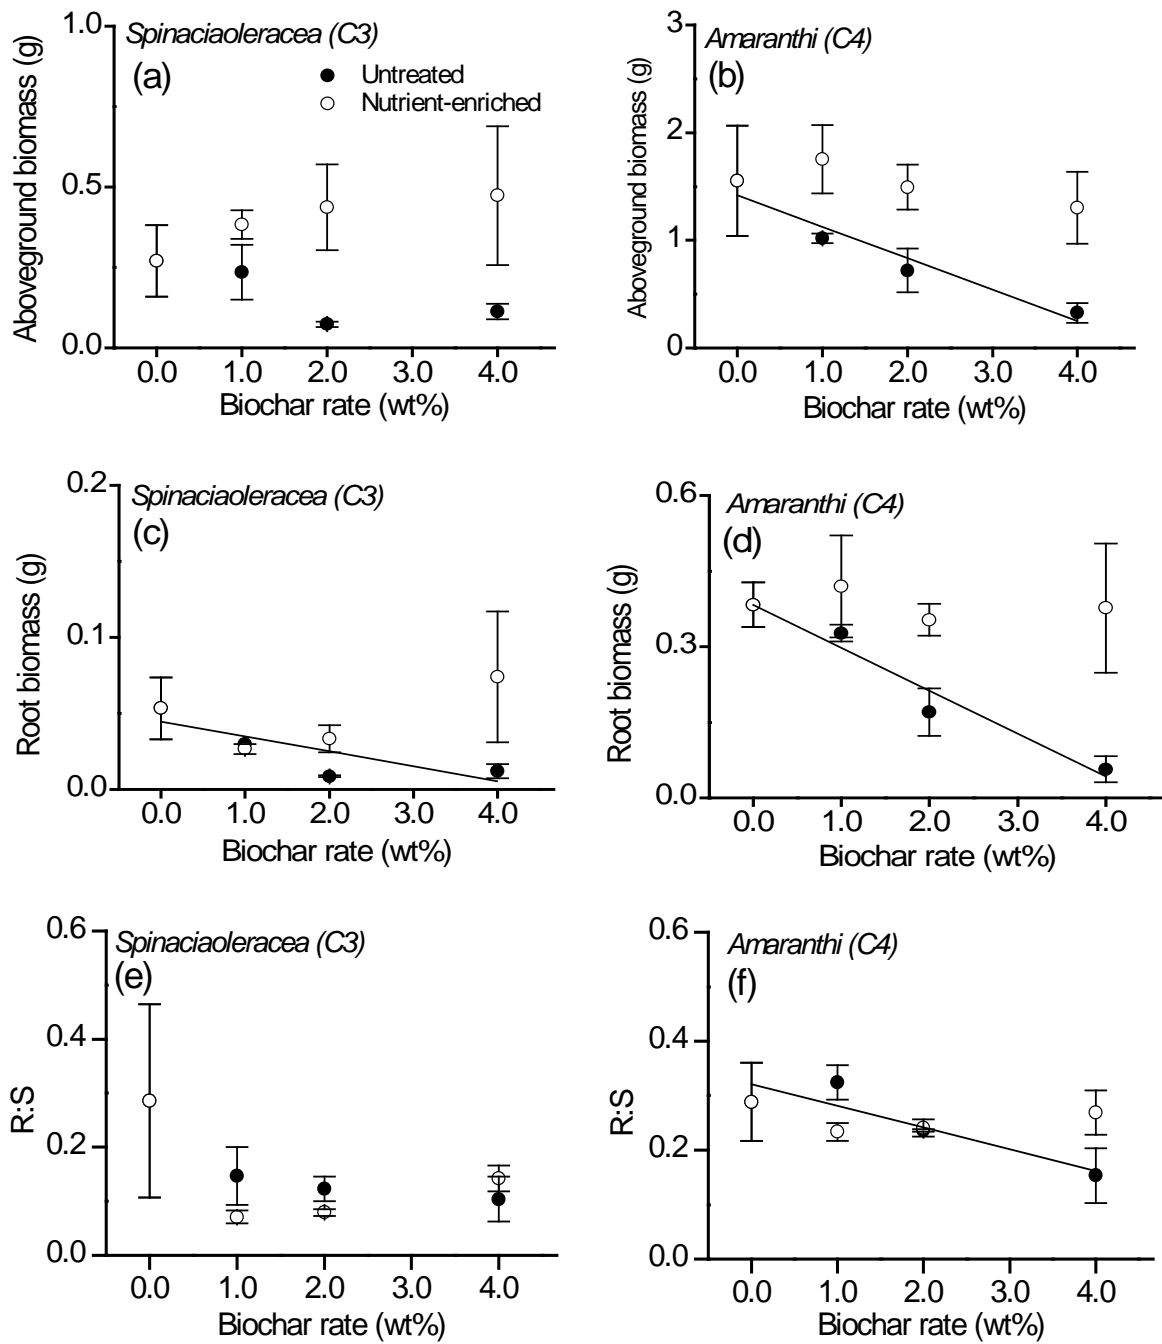 Spinaciaoleracea (C3)
(a)
Untreated
Nutrient-enriched
Aboveground biomass (g)
1.0
0.5
0.0
0.0 1.0 2.0 3.0 4.0
Biochar rate (wt%)
Amaranthi (C4)
(b)
Aboveground biomass (g)
3
2
1
0
0.0 1.0 2.0 3.0 4.0
Biochar rate (wt%)
Spinaciaoleracea (C3)
(c)
Root biomass (g)
0.2
0.1
0.0
0.0 1.0 2.0 3.0 4.0
Biochar rate (wt%)
Amaranthi (C4)
(d)
Root biomass (g)
0.6
0.3
0.0
0.0 1.0 2.0 3.0 4.0
Biochar rate (wt%)
Spinaciaoleracea (C3)
(e)
R:S
0.6
0.4
0.2
0.0
0.0 1.0 2.0 3.0 4.0
Biochar rate (wt%)
Amaranthi (C4)
(f)
R:S
0.6
0.4
0.2
0.0
0.0 1.0 2.0 3.0 4.0
Biochar rate (wt%)